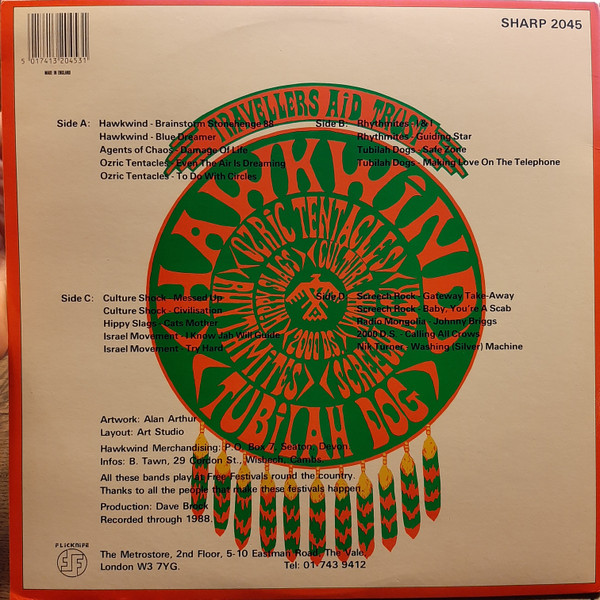 SHARP 2045
5 017413 204531
MADE IN ENGLAND
TRAVELLERS AID TRUST
Side A: Hawkwind - Brainstorm Stonehenge 88
Hawkwind - Blue Dreamer
Agents of Chaos - Damage Of Life
Ozric Tentacles - Even The Air Is Dreaming
Ozric Tentacles - To Do With Circles
Side B: Rhythmites - I & I
Rhythmites - Guiding Star
Tubilah Dogs - Safe Zone
Tubilah Dogs - Making Love On The Telephone
HAWKWIND
OZRIC TENTACLES
CULTURE
HIPPY SLAGS
2000 DS
SCREECH
TUBILAH DOG
Side C: Culture Shock - Messed Up
Culture Shock - Civilisation
Hippy Slags - Cats Mother
Israel Movement - I Know Jah Will Guide
Israel Movement - Try Hard
Side D: Screech Rock - Gateway Take-Away
Screech Rock - Baby, You're A Scab
Radio Mongolia - Johnny Briggs
2000 D.S. - Calling All Crows
Nik Turner - Washing (Silver) Machine
Artwork: Alan Arthur
Layout: Art Studio
Hawkwind Merchandising: P.O. Box 7, Seaton, Devon.
Infos: B. Tawn, 29 Gordon St., Wisbech, Cambs.
All these bands play at Free Festivals round the country.
Thanks to all the people that make these festivals happen.
Production: Dave Brock
Recorded through 1988.
FLICKNIFE
The Metrostore, 2nd Floor, 5-10 Eastman Road, The Vale,
London W3 7YG. Tel: 01 743 9412